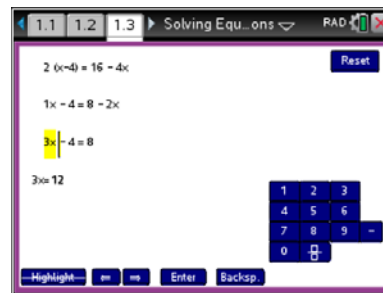 1.1 1.2 1.3 Solving Equ…ons RAD
Reset
2 (x-4) = 16 - 4x
1x - 4 = 8 - 2x
3x - 4 = 8
3x= 12
1 2 3
4 5 6
7 8 9 -
0
Highlight ⇐ ⇒ Enter Backsp.